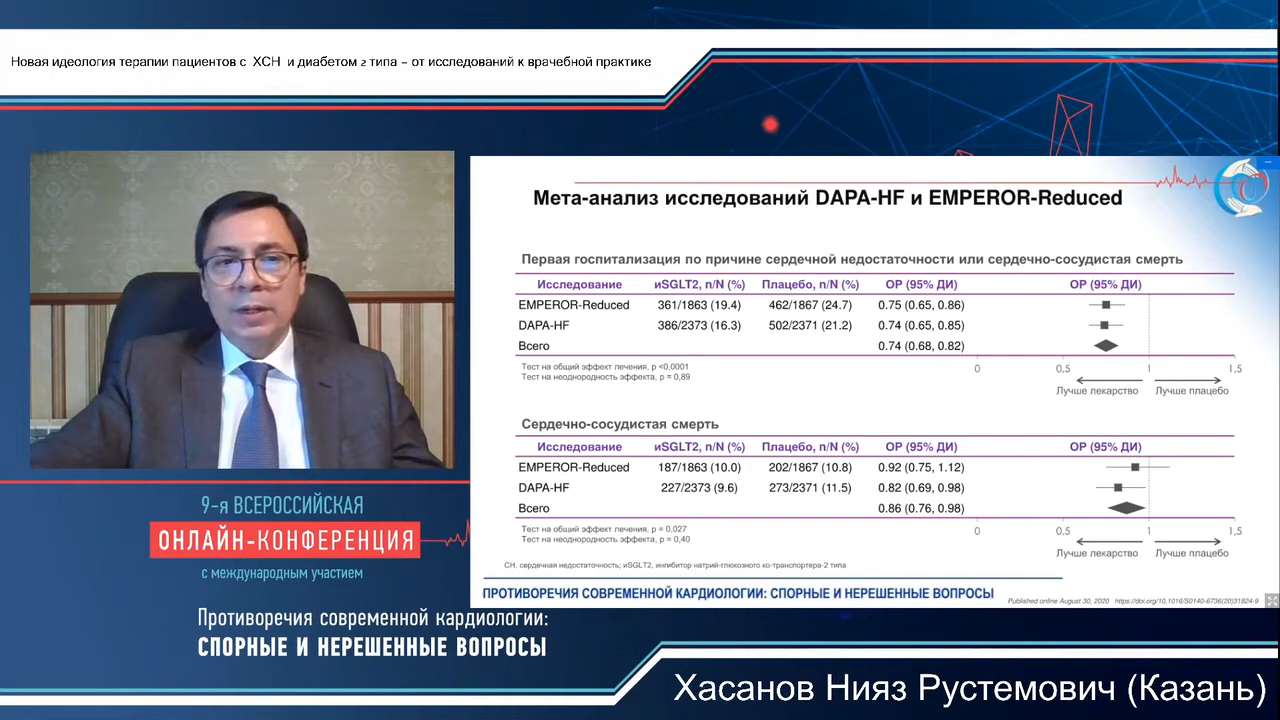 Новая идеология терапии пациентов с ХСН и диабетом 2 типа – от исследований к врачебной практике
Мета-анализ исследований DAPA-HF и EMPEROR-Reduced
Первая госпитализация по причине сердечной недостаточности или сердечно-сосудистая смерть
Исследование иSGLT2, n/N (%) Плацебо, n/N (%) ОР (95% ДИ) ОР (95% ДИ)
EMPEROR-Reduced 361/1863 (19.4) 462/1867 (24.7) 0.75 (0.65, 0.86)
DAPA-HF 386/2373 (16.3) 502/2371 (21.2) 0.74 (0.65, 0.85)
Всего 0.74 (0.68, 0.82)
Тест на общий эффект лечения, p <0,0001
Тест на неоднородность эффекта, p = 0,89
0 0,5 1 1,5
Лучше лекарство Лучше плацебо
Сердечно-сосудистая смерть
Исследование иSGLT2, n/N (%) Плацебо, n/N (%) ОР (95% ДИ) ОР (95% ДИ)
EMPEROR-Reduced 187/1863 (10.0) 202/1867 (10.8) 0.92 (0.75, 1.12)
DAPA-HF 227/2373 (9.6) 273/2371 (11.5) 0.82 (0.69, 0.98)
Всего 0.86 (0.76, 0.98)
Тест на общий эффект лечения, p = 0,027
Тест на неоднородность эффекта, p = 0,40
0 0,5 1 1,5
Лучше лекарство Лучше плацебо
СН, сердечная недостаточность; иSGLT2, ингибитор натрий-глюкозного ко-транспортера-2 типа
ПРОТИВОРЕЧИЯ СОВРЕМЕННОЙ КАРДИОЛОГИИ: СПОРНЫЕ И НЕРЕШЕННЫЕ ВОПРОСЫ
Published online August 30, 2020 https://doi.org/10.1016/S0140-6736(20)31824-9
9-я ВСЕРОССИЙСКАЯ
ОНЛАЙН-КОНФЕРЕНЦИЯ
с международным участием
Противоречия современной кардиологии:
СПОРНЫЕ И НЕРЕШЕННЫЕ ВОПРОСЫ
Хасанов Нияз Рустемович (Казань)